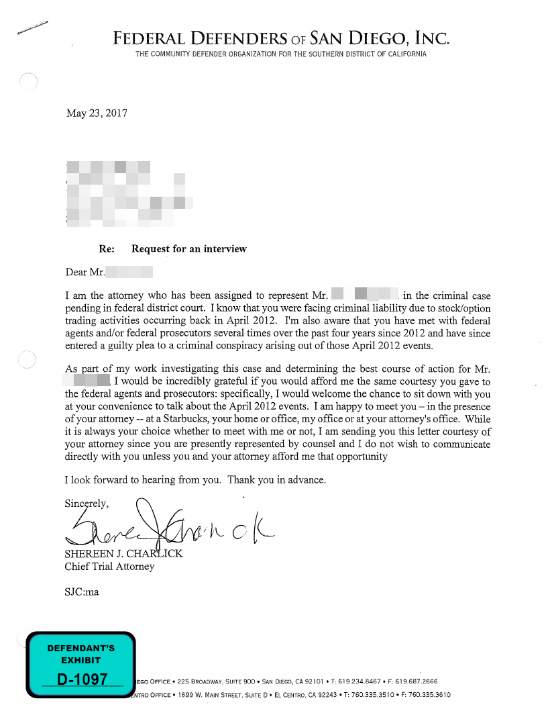 FEDERAL DEFENDERS OF SAN DIEGO, INC.
THE COMMUNITY DEFENDER ORGANIZATION FOR THE SOUTHERN DISTRICT OF CALIFORNIA
May 23, 2017
Re: Request for an interview
Dear Mr.
I am the attorney who has been assigned to represent Mr. in the criminal case
pending in federal district court. I know that you were facing criminal liability due to stock/option
trading activities occurring back in April 2012. I'm also aware that you have met with federal
agents and/or federal prosecutors several times over the past four years since 2012 and have since
entered a guilty plea to a criminal conspiracy arising out of those April 2012 events.
As part of my work investigating this case and determining the best course of action for Mr.
, I would be incredibly grateful if you would afford me the same courtesy you gave to
the federal agents and prosecutors: specifically, I would welcome the chance to sit down with you
at your convenience to talk about the April 2012 events. I am happy to meet you – in the presence
of your attorney -- at a Starbucks, your home or office, my office or at your attorney's office. While
it is always your choice whether to meet with me or not, I am sending you this letter courtesy of
your attorney since you are presently represented by counsel and I do not wish to communicate
directly with you unless you and your attorney afford me that opportunity
I look forward to hearing from you. Thank you in advance.
Sincerely,
SHEREEN J. CHARLICK
Chief Trial Attorney
SJC:ma
DEFENDANT'S
EXHIBIT
D-1097
EGO OFFICE • 225 BROADWAY, SUITE 900 • SAN DIEGO, CA 92101 • T: 619.234.8467 • F: 619.687.2666
ENTRO OFFICE • 1699 W. MAIN STREET, SUITE D • EL CENTRO, CA 92243 • T: 760.335.3510 • F: 760.335.3610